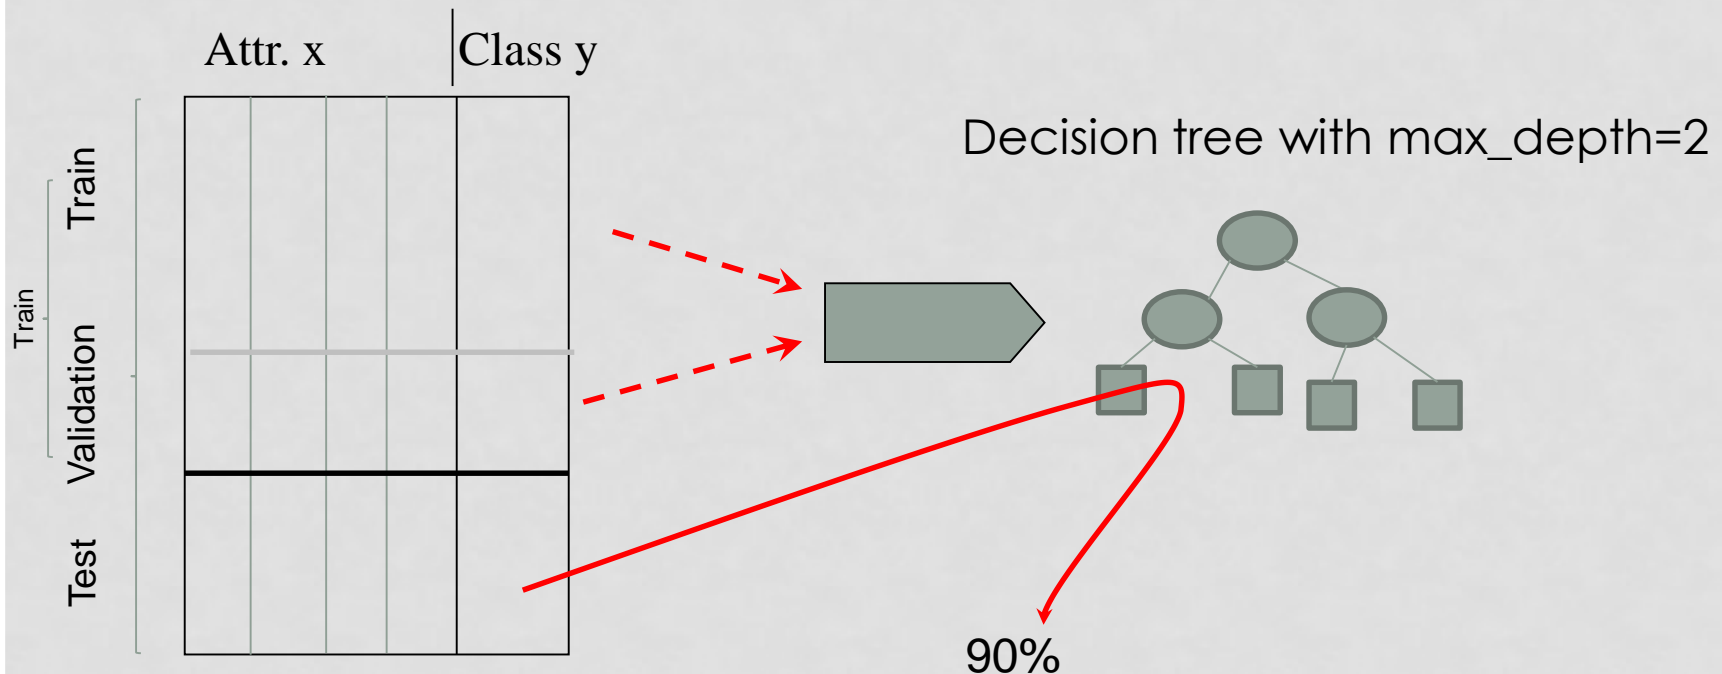 Attr. x
Class y
Decision tree with max_depth=2
Train
Train
Validation
Test
90%